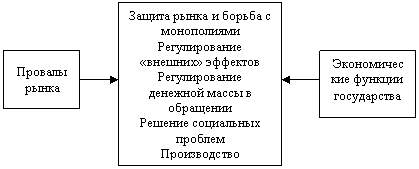 Провалы
рынка
Защита рынка и борьба с
монополиями
Регулирование
«внешних» эффектов
Регулирование
денежной массы в
обращении
Решение социальных
проблем
Производство
Экономичес
кие функции
государства